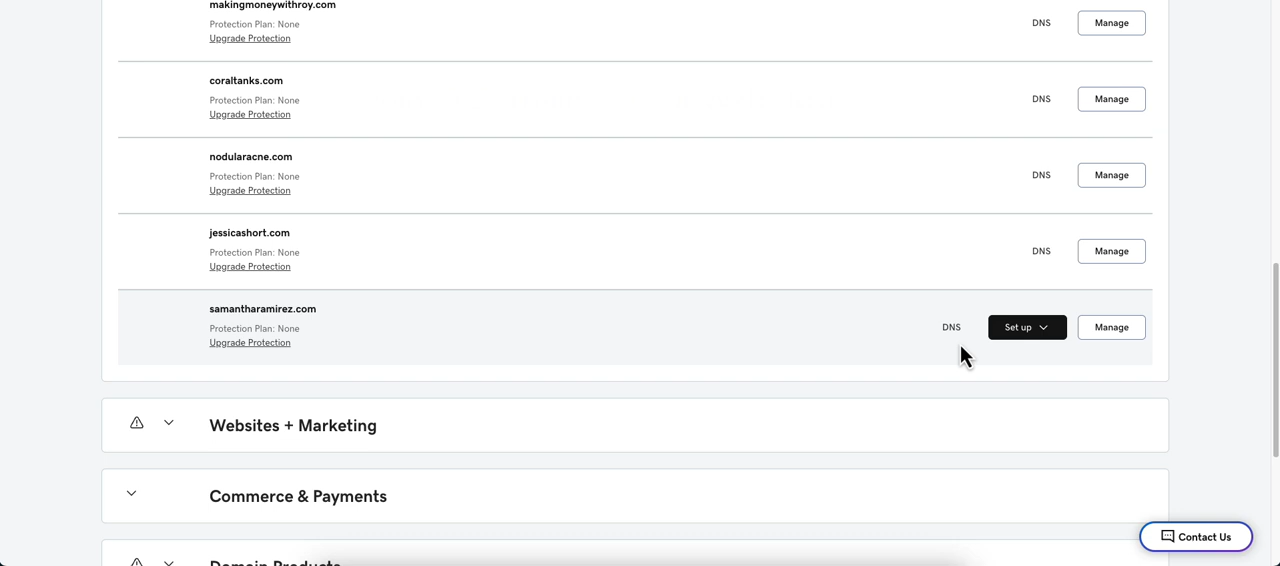 makingmoneywithroy.com
Protection Plan: None
Upgrade Protection
DNS
Manage
coraltanks.com
Protection Plan: None
Upgrade Protection
DNS
Manage
nodularacne.com
Protection Plan: None
Upgrade Protection
DNS
Manage
jessicashort.com
Protection Plan: None
Upgrade Protection
DNS
Manage
samantharamirez.com
Protection Plan: None
Upgrade Protection
DNS
Set up
Manage
Websites + Marketing
Commerce & Payments
Domain Products
Contact Us